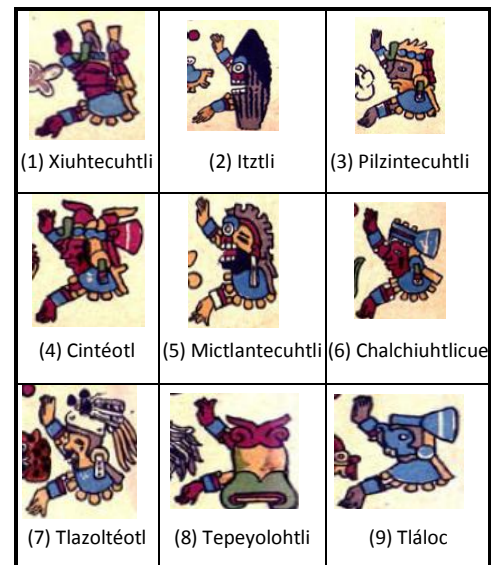 (1) Xiuhtecuhtli
(2) Itztli
(3) Pilzintecuhtli
(4) Cintéotl
(5) Mictlantecuhtli
(6) Chalchiuhtlicue
(7) Tlazoltéotl
(8) Tepeyolohtli
(9) Tláloc